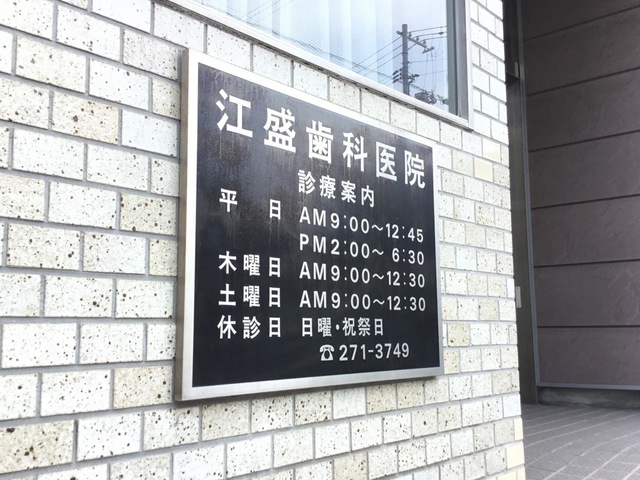 江盛歯科医院
診療案内
平日 AM9:00〜12:45
PM2:00〜6:30
木曜日 AM9:00〜12:30
土曜日 AM9:00〜12:30
休診日 日曜・祝祭日
☎271-3749